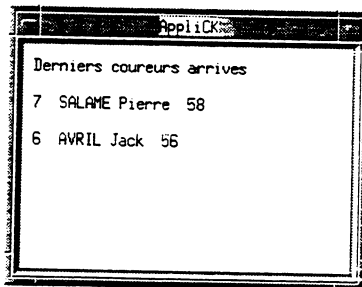 AppliCK
Derniers coureurs arrives
7 SALAME Pierre 58
6 AVRIL Jack 56